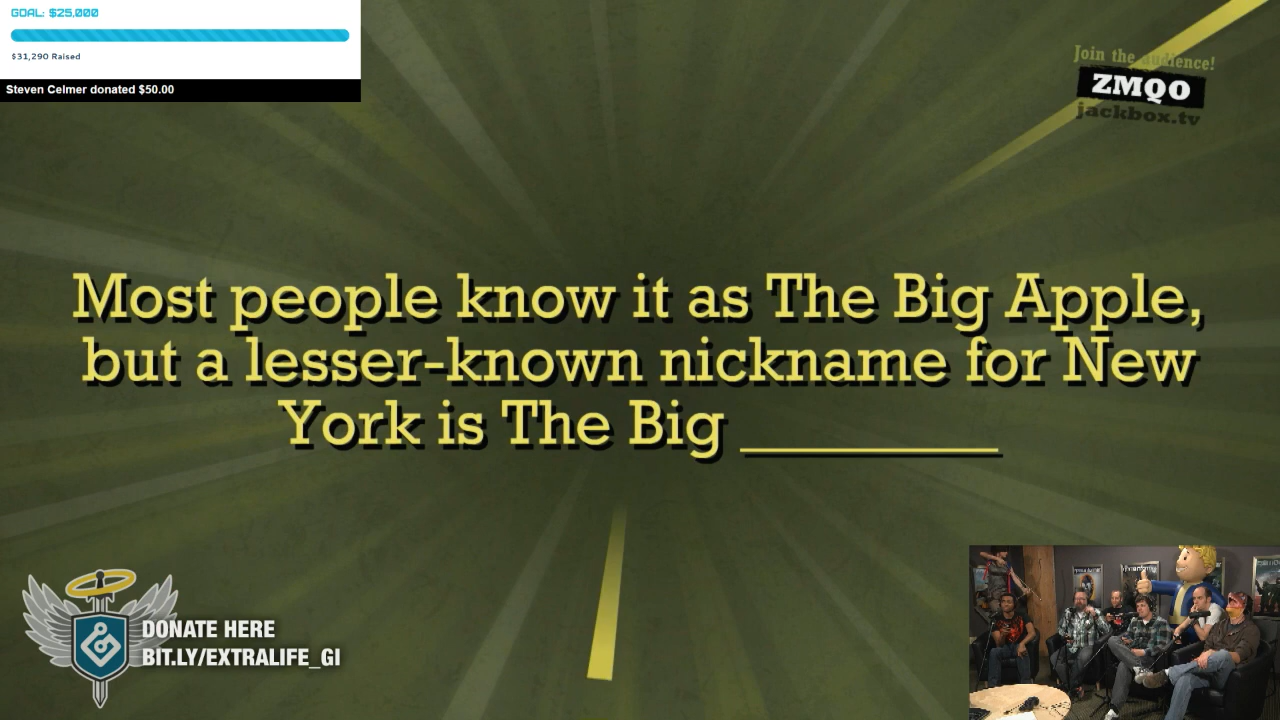 GOAL: $25,000
$31,290 Raised
Steven Celmer donated $50.00
Join the audience!
ZMQO
jackbox.tv
Most people know it as The Big Apple,
but a lesser-known nickname for New
York is The Big ________
DONATE HERE
BIT.LY/EXTRALIFE_GI